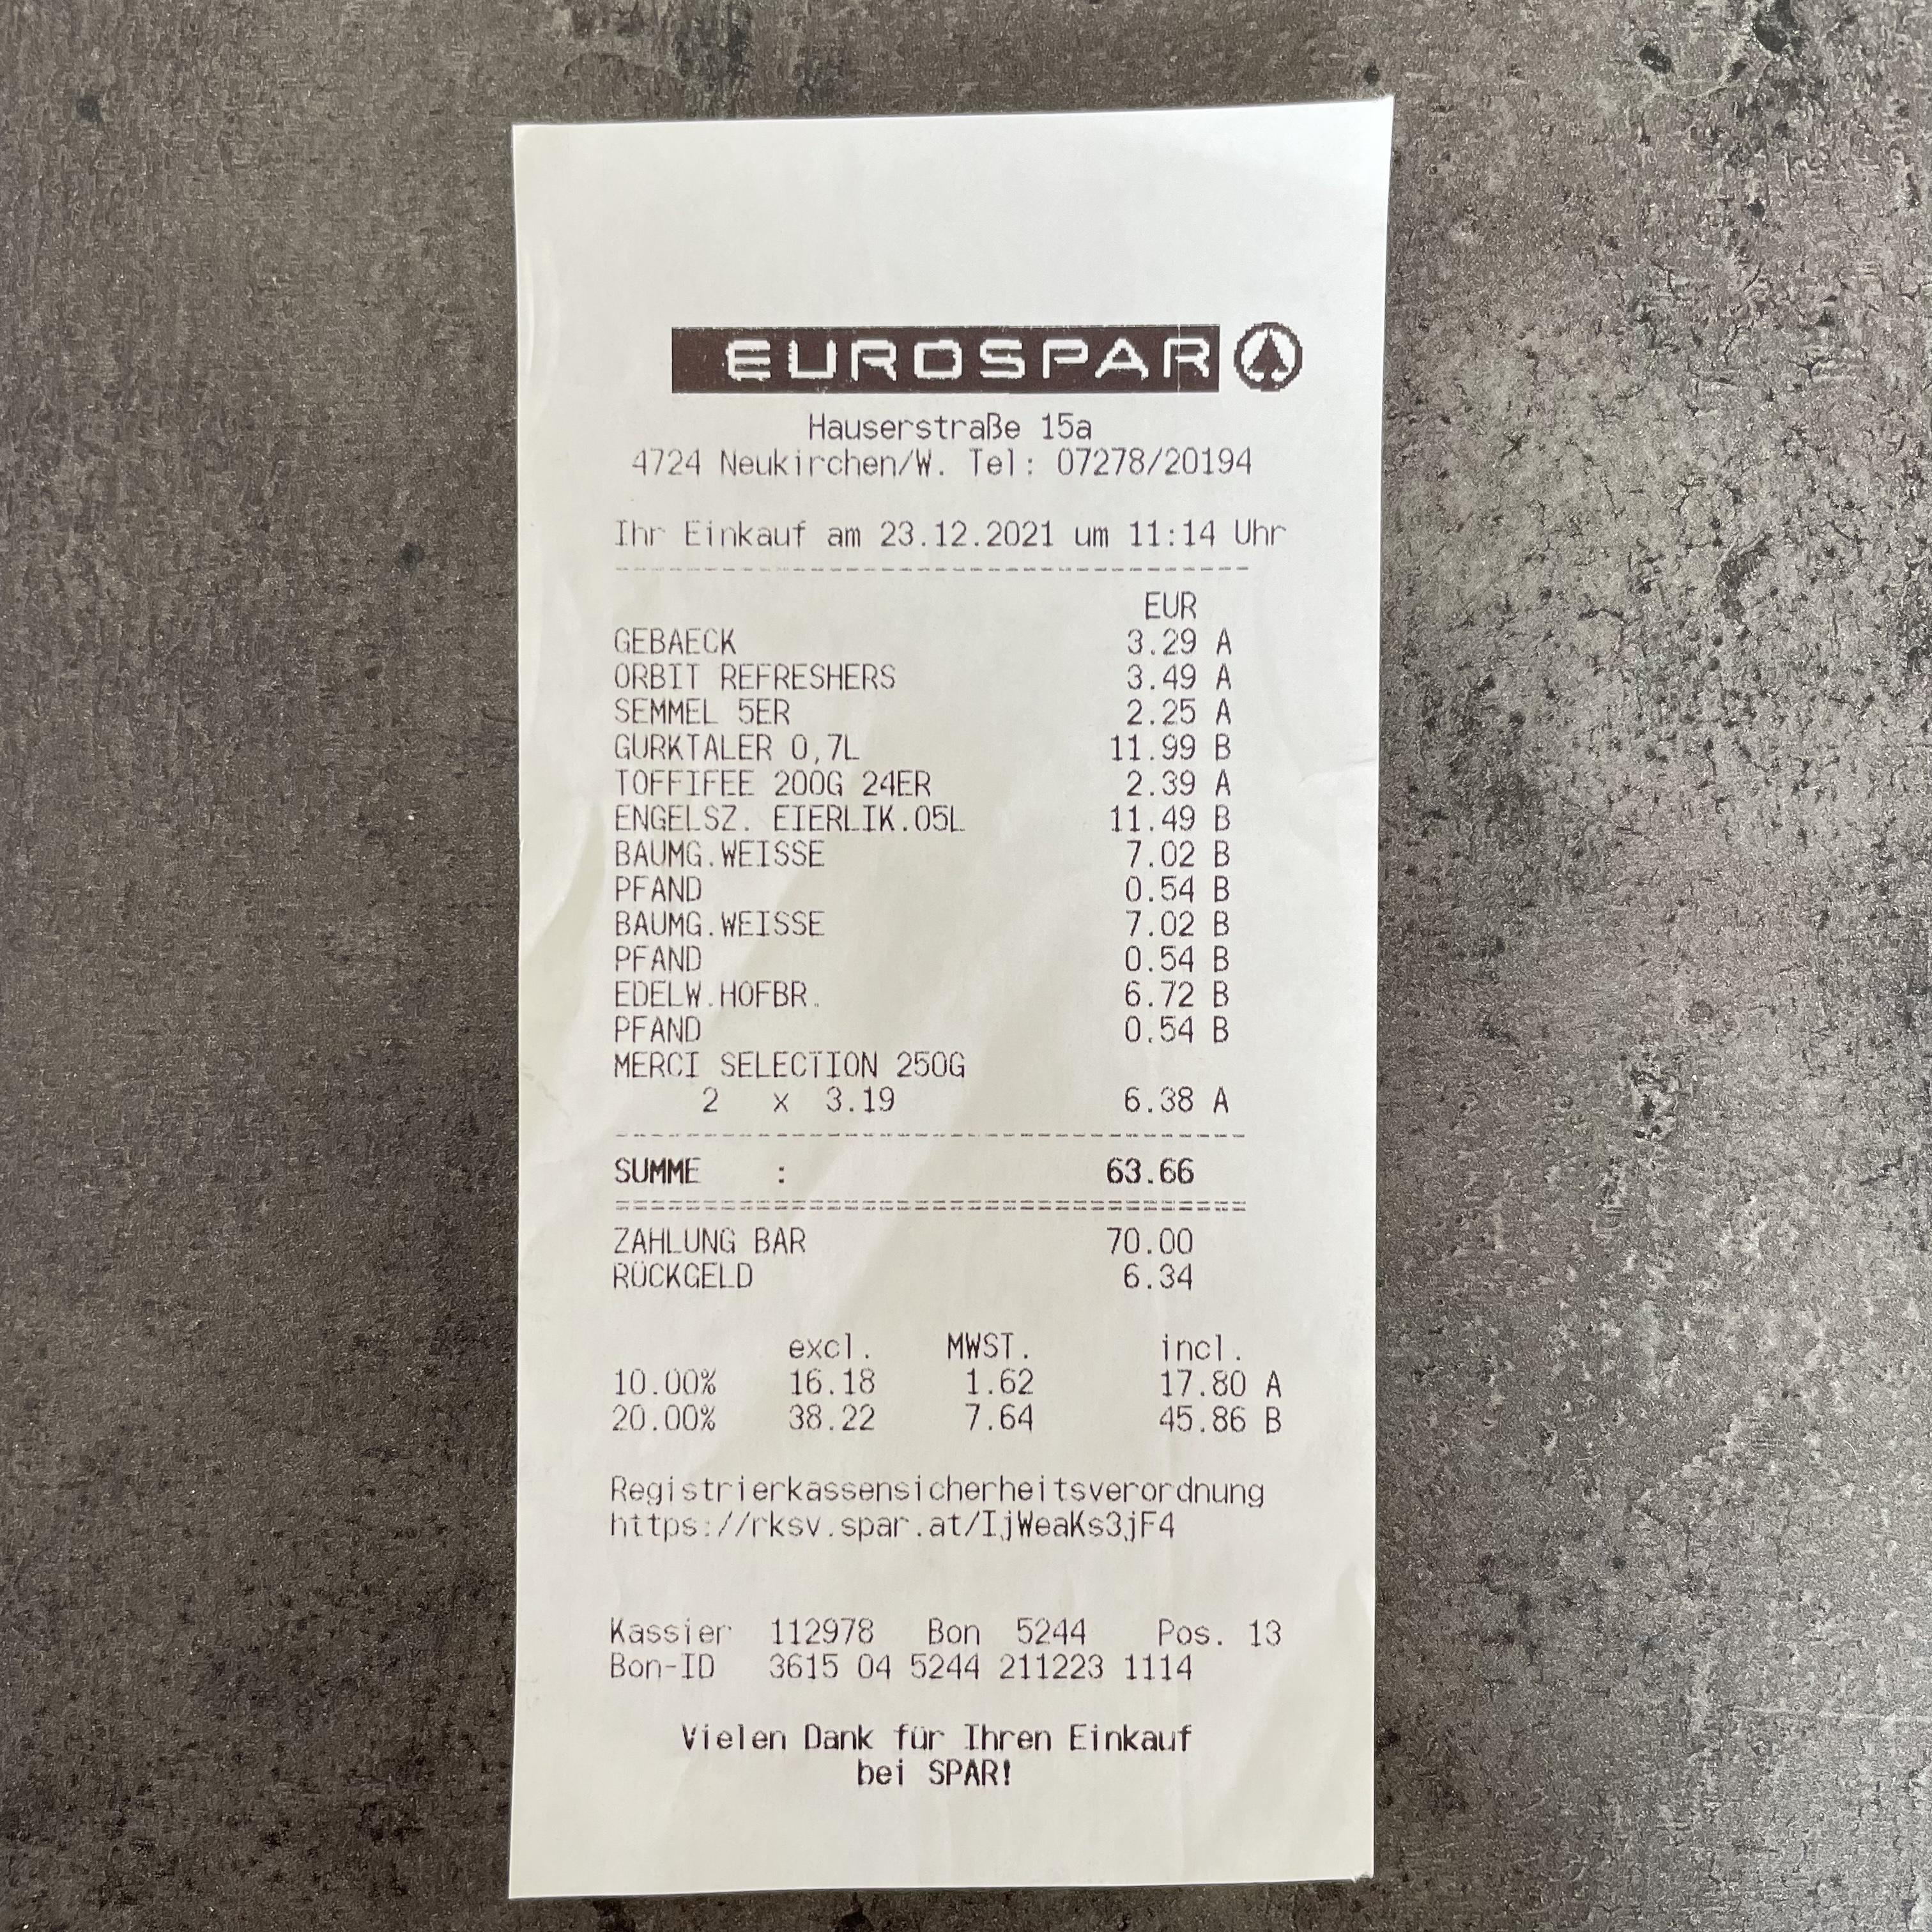 EUROSPAR
Hauserstraße 15a
4724 Neukirchen/W. Tel: 07278/20194
Ihr Einkauf am 23.12.2021 um 11:14 Uhr
EUR
GEBAECK 3.29 A
ORBIT REFRESHERS 3.49 A
SEMMEL 5ER 2.25 A
GURKTALER 0,7L 11.99 B
TOFFIFEE 200G 24ER 2.39 A
ENGELSZ. EIERLIK.05L 11.49 B
BAUMG.WEISSE 7.02 B
PFAND 0.54 B
BAUMG.WEISSE 7.02 B
PFAND 0.54 B
EDELW.HOFBR. 6.72 B
PFAND 0.54 B
MERCI SELECTION 250G
2 x 3.19 6.38 A
SUMME : 63.66
ZAHLUNG BAR 70.00
RÜCKGELD 6.34
excl. MWST. incl.
10.00% 16.18 1.62 17.80 A
20.00% 38.22 7.64 45.86 B
Registrierkassensicherheitsverordnung
https://rksv.spar.at/IjWeaKs3jF4
Kassier 112978 Bon 5244 Pos. 13
Bon-ID 3615 04 5244 211223 1114
Vielen Dank für Ihren Einkauf
bei SPAR!